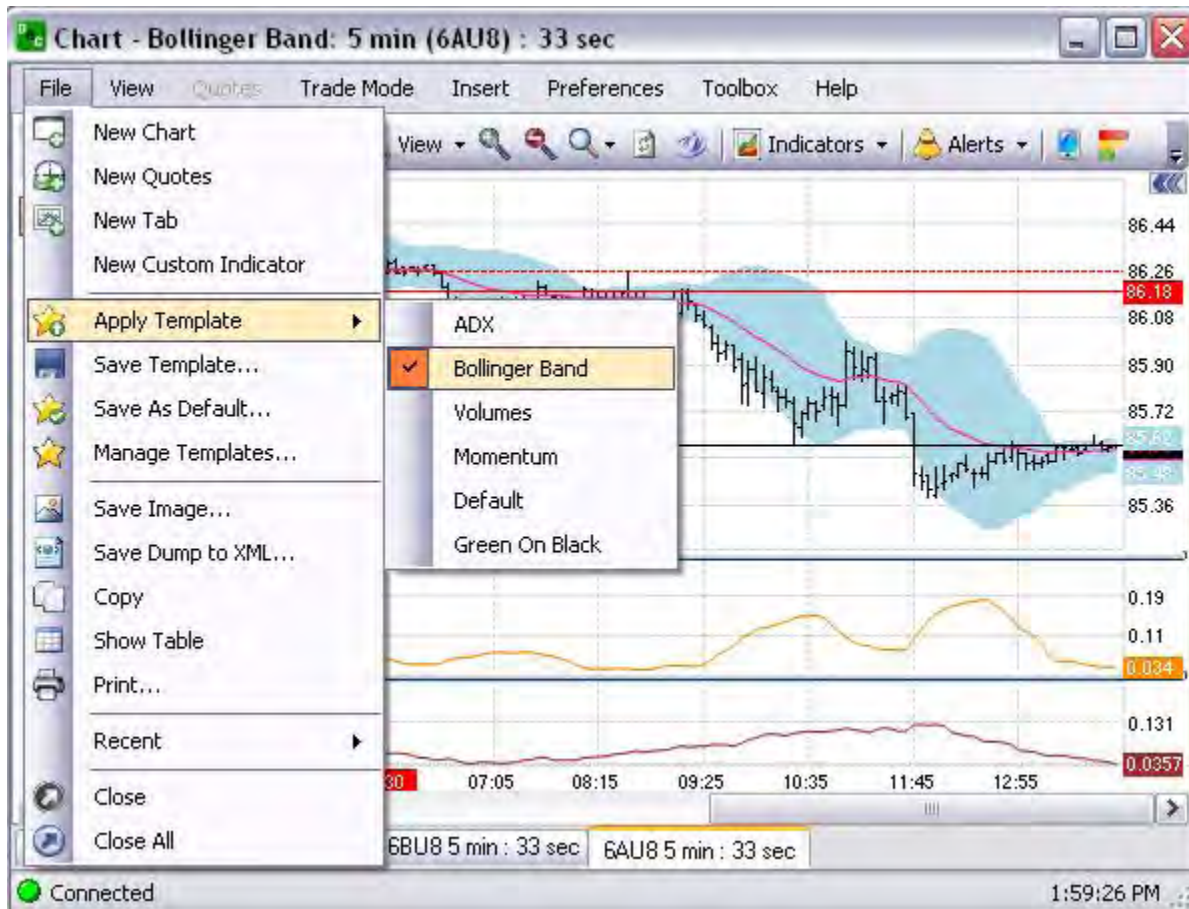 Chart - Bollinger Band: 5 min (6AU8) : 33 sec
File View Quotes Trade Mode Insert Preferences Toolbox Help
View Indicators Alerts
New Chart
New Quotes
New Tab
New Custom Indicator
Apply Template
Save Template...
Save As Default...
Manage Templates...
Save Image...
Save Dump to XML...
Copy
Show Table
Print...
Recent
Close
Close All
ADX
Bollinger Band
Volumes
Momentum
Default
Green On Black
86.44
86.26
86.18
86.08
85.90
85.72
85.62
85.48
85.36
0.19
0.11
0.034
0.131
0.0357
30 07:05 08:15 09:25 10:35 11:45 12:55
6BU8 5 min : 33 sec 6AU8 5 min : 33 sec
Connected 1:59:26 PM